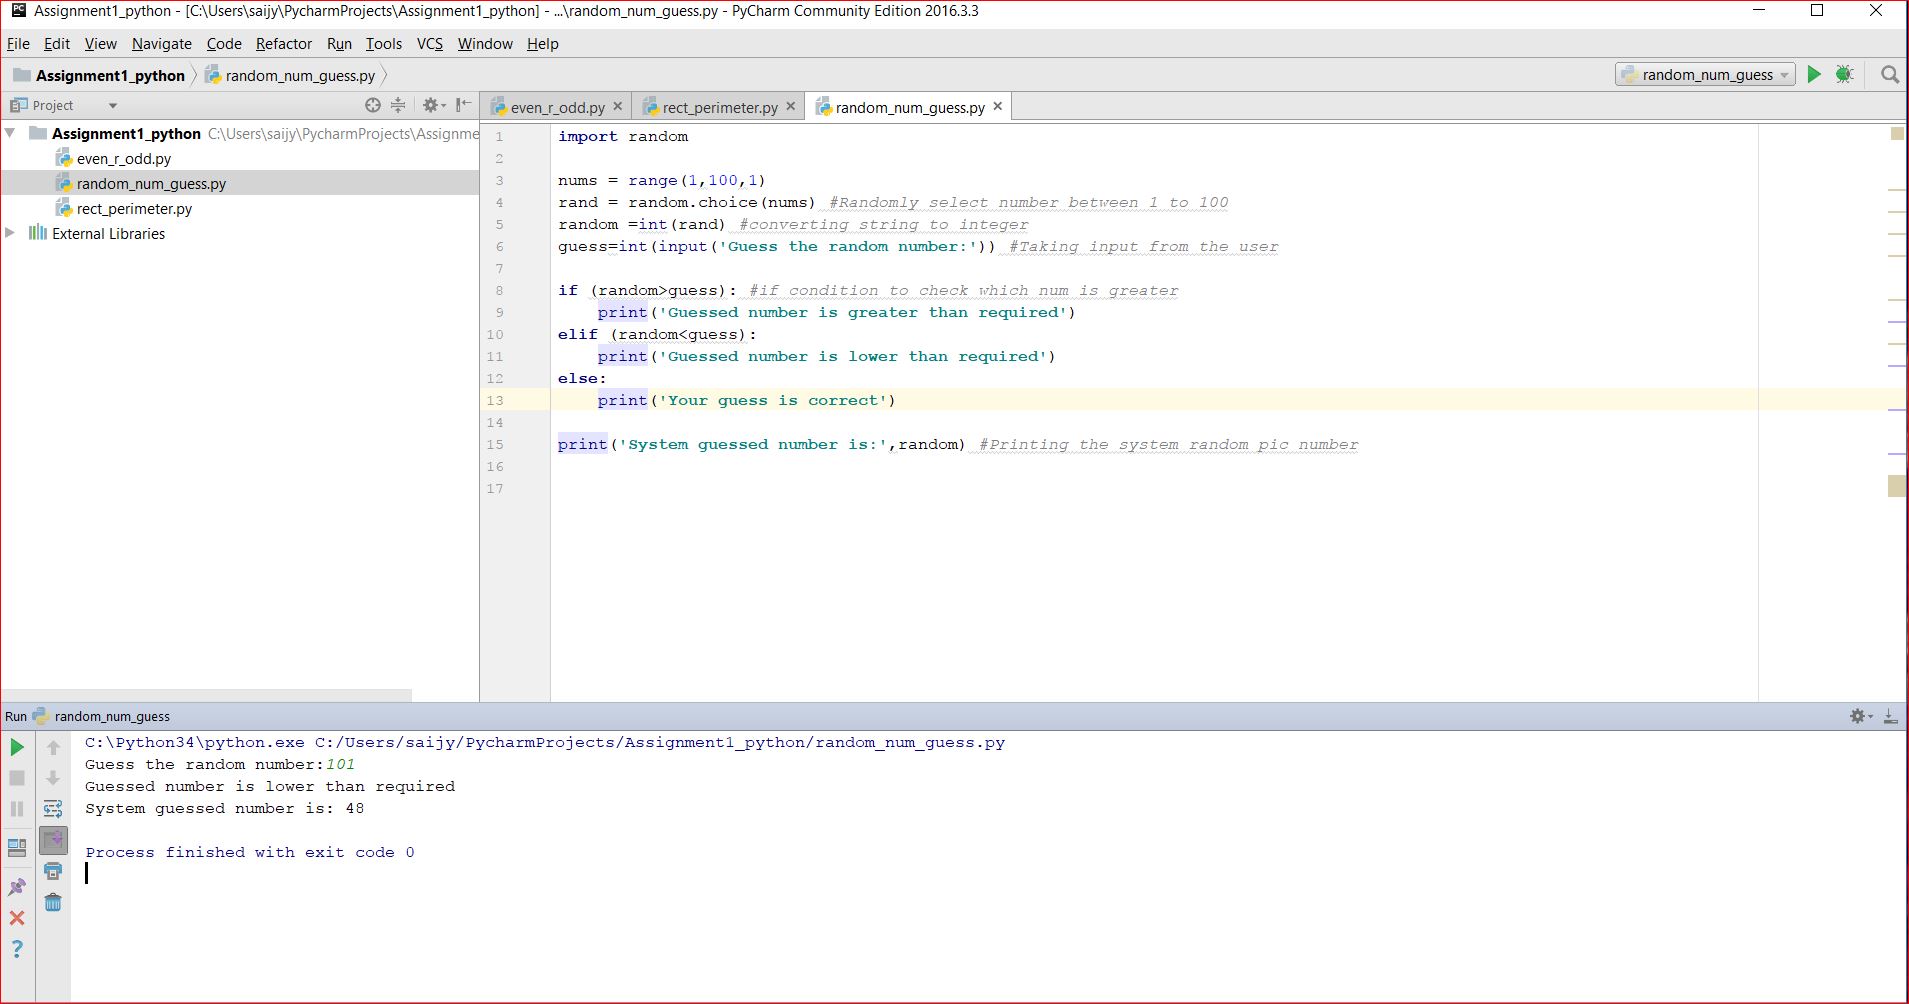 Assignment1_python - [C:\Users\saijy\PycharmProjects\Assignment1_python] - ...\random_num_guess.py - PyCharm Community Edition 2016.3.3
File Edit View Navigate Code Refactor Run Tools VCS Window Help
Assignment1_python random_num_guess.py random_num_guess
Project
even_r_odd.py rect_perimeter.py random_num_guess.py
Assignment1_python C:\Users\saijy\PycharmProjects\Assignme
even_r_odd.py
random_num_guess.py
rect_perimeter.py
External Libraries
1 import random
2
3 nums = range(1,100,1)
4 rand = random.choice(nums) #Randomly select number between 1 to 100
5 random =int(rand) #converting string to integer
6 guess=int(input('Guess the random number:')) #Taking input from the user
7
8 if (random>guess): #if condition to check which num is greater
9     print('Guessed number is greater than required')
10 elif (random<guess):
11     print('Guessed number is lower than required')
12 else:
13     print('Your guess is correct')
14
15 print('System guessed number is:',random) #Printing the system random pic number
16
17
Run random_num_guess
C:\Python34\python.exe C:/Users/saijy/PycharmProjects/Assignment1_python/random_num_guess.py
Guess the random number:101
Guessed number is lower than required
System guessed number is: 48
Process finished with exit code 0